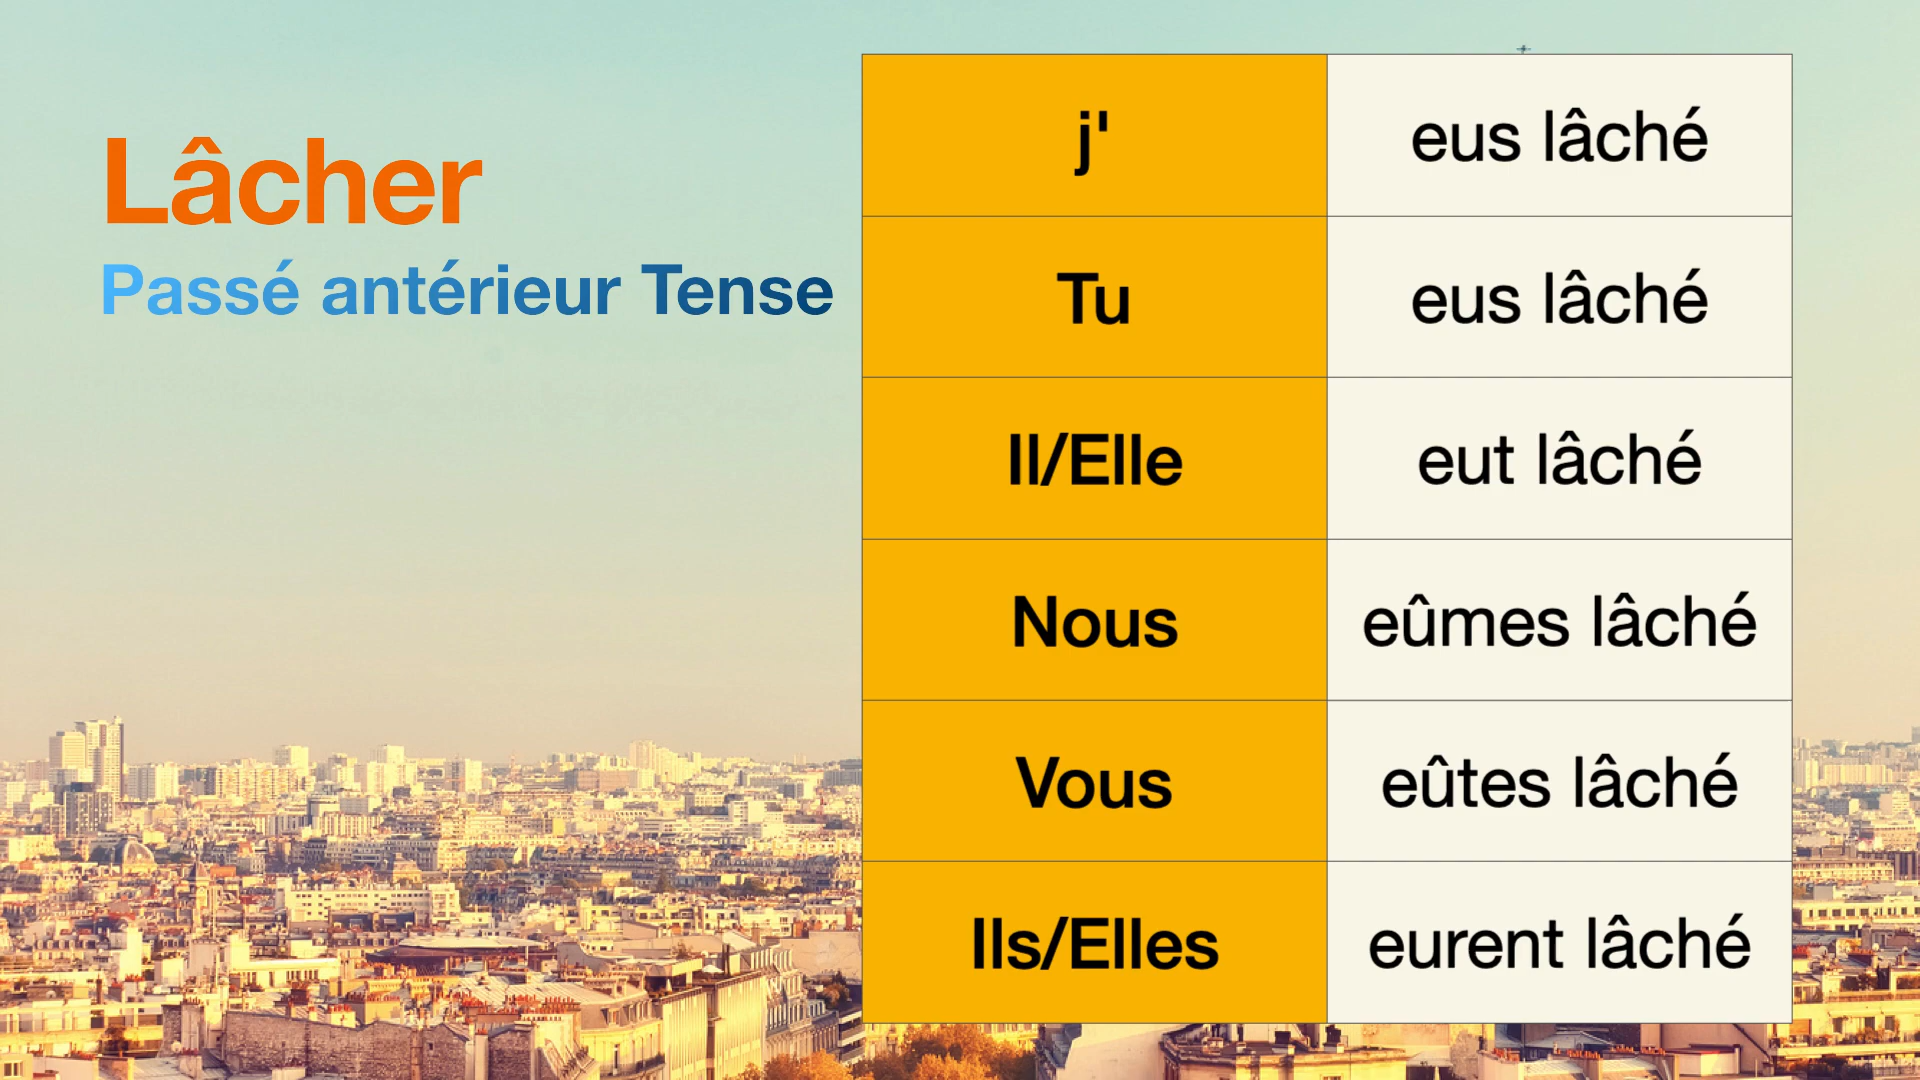 Lâcher
Passé antérieur Tense
j' eus lâché
Tu eus lâché
Il/Elle eut lâché
Nous eûmes lâché
Vous eûtes lâché
Ils/Elles eurent lâché